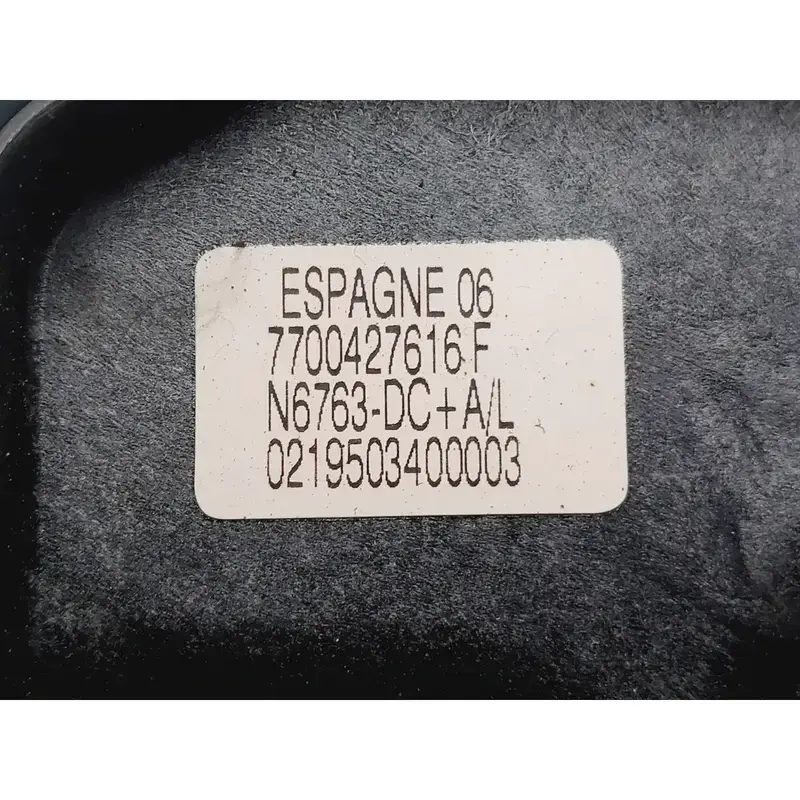 ESPAGNE 06
7700427616 F
N6763-DC+A/L
0219503400003